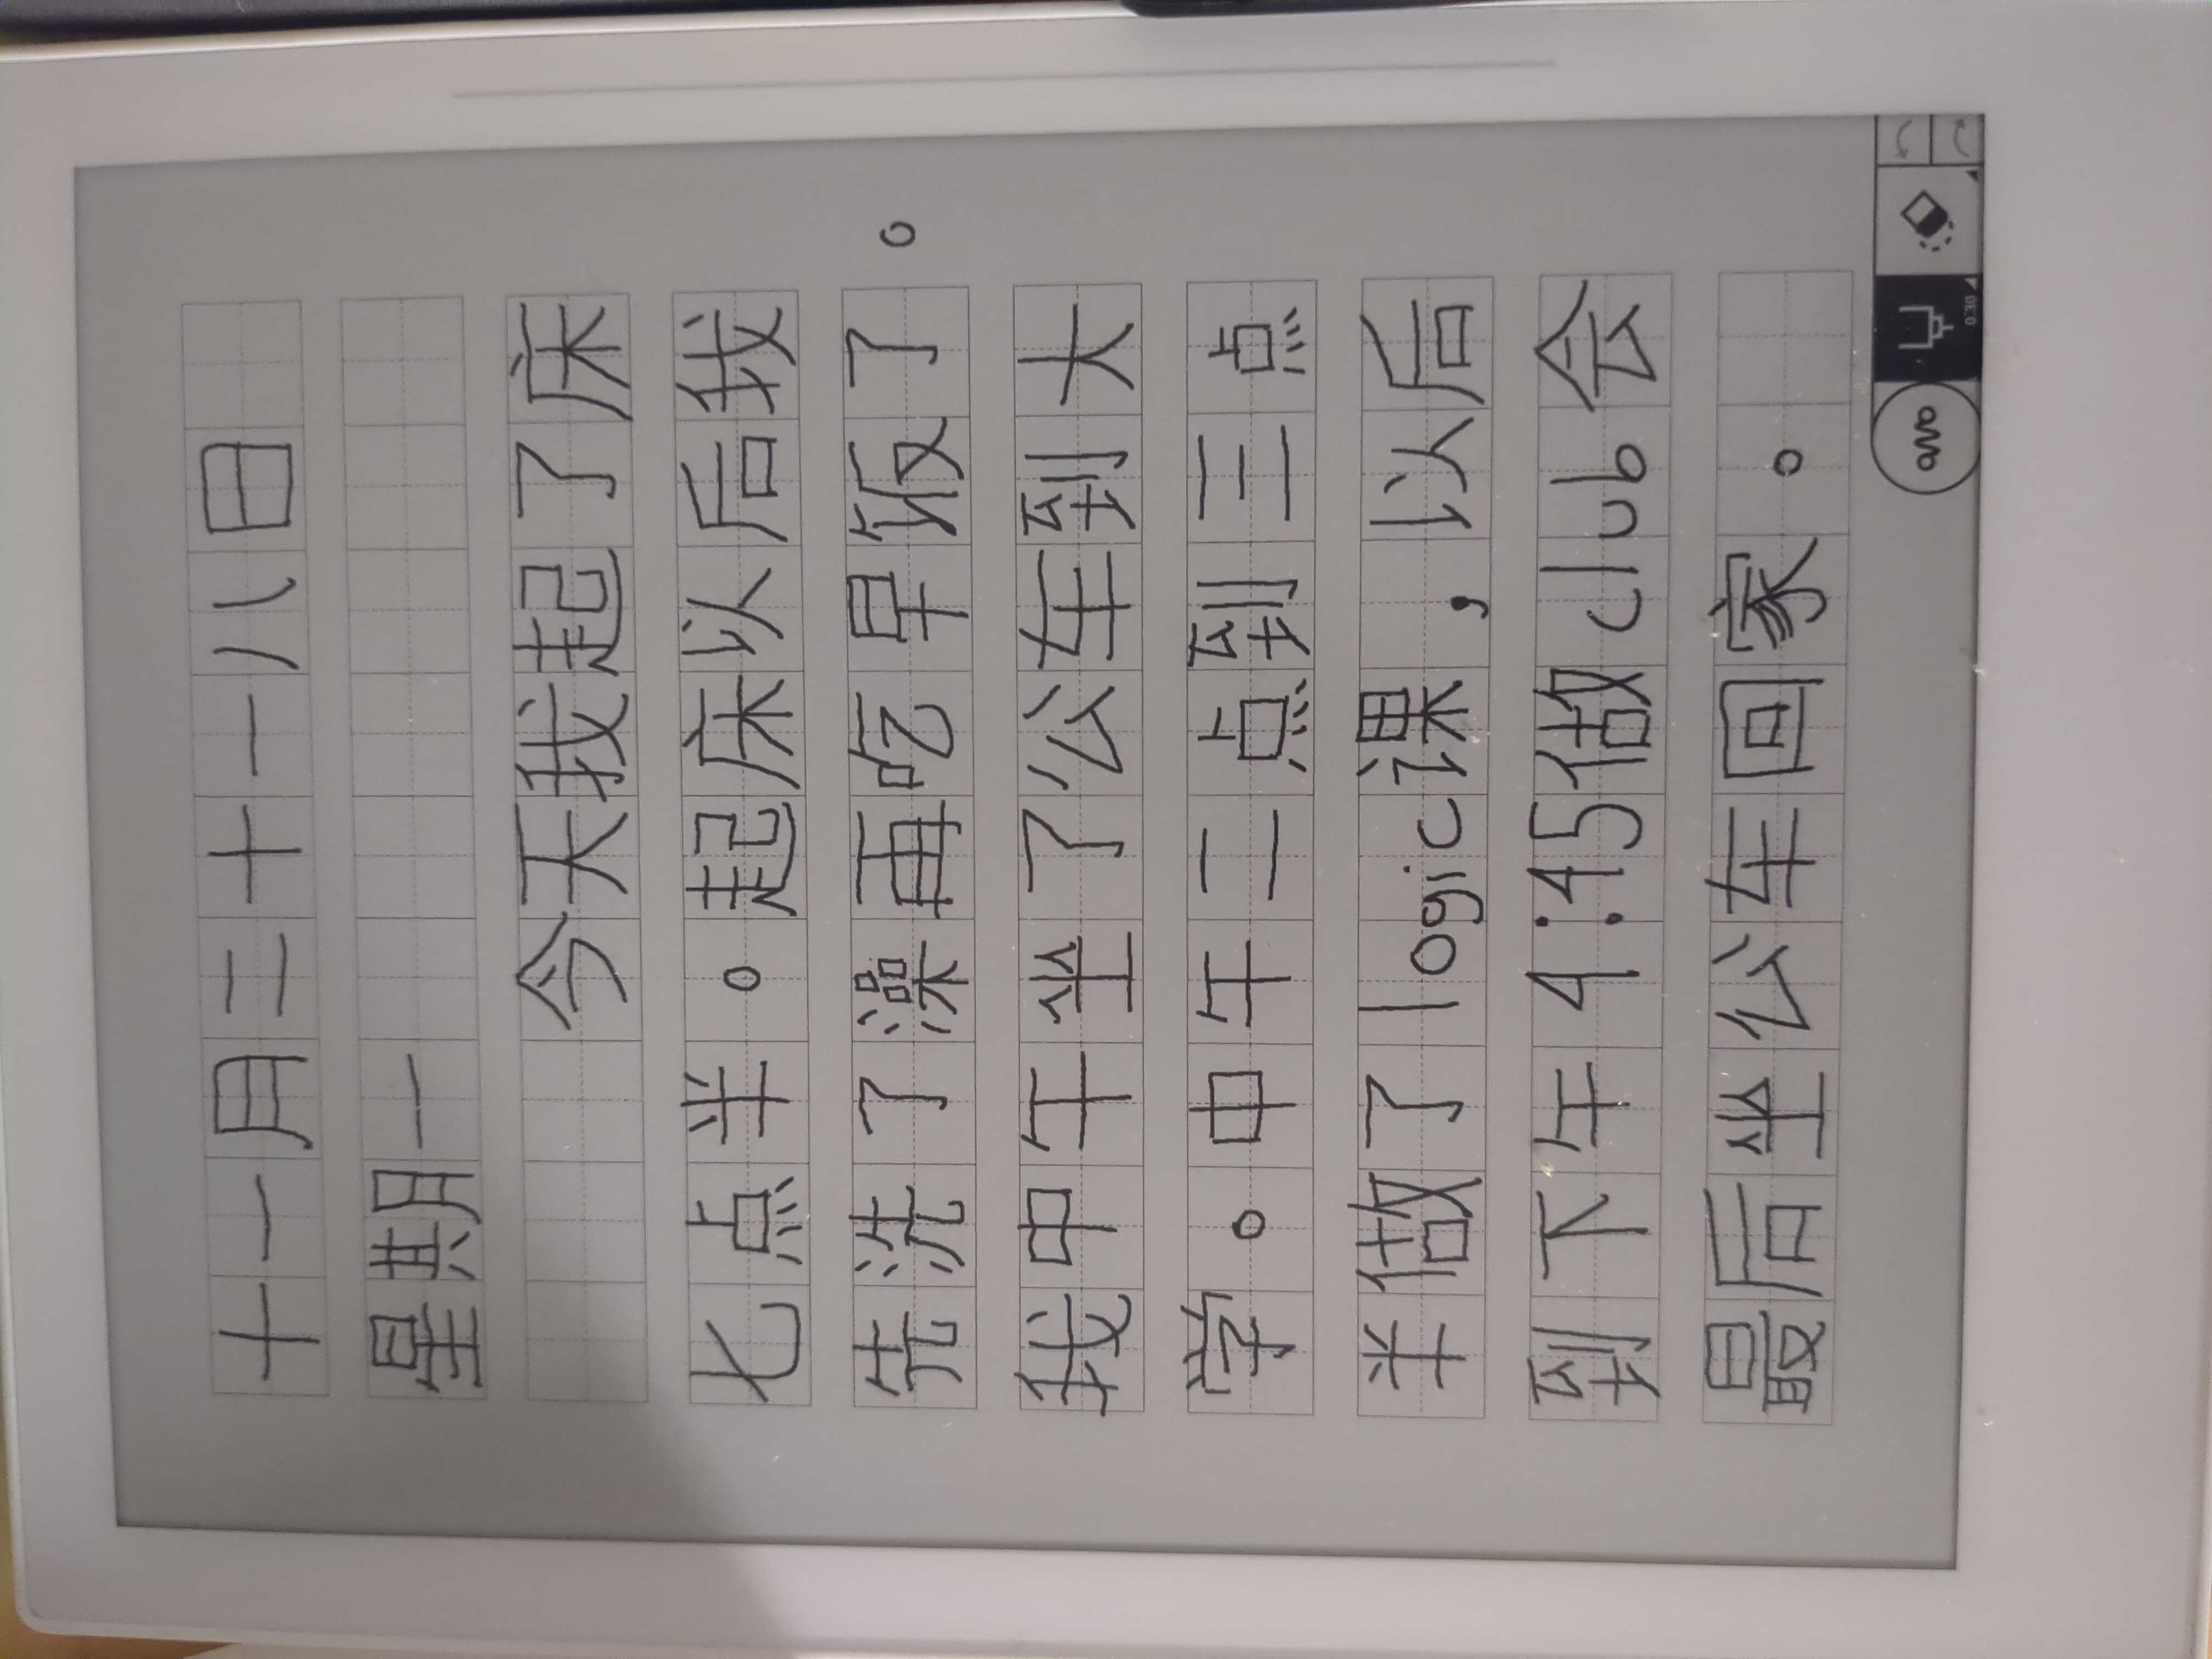 十一月二十一八日
星期一
今天我起了床
七点半。起床以后我
先洗了澡再吃早饭了。
我中午坐了公车到大
学。中午二点到三点
半做了logic课，以后
到下午4:45做club会
最后坐公车回家。